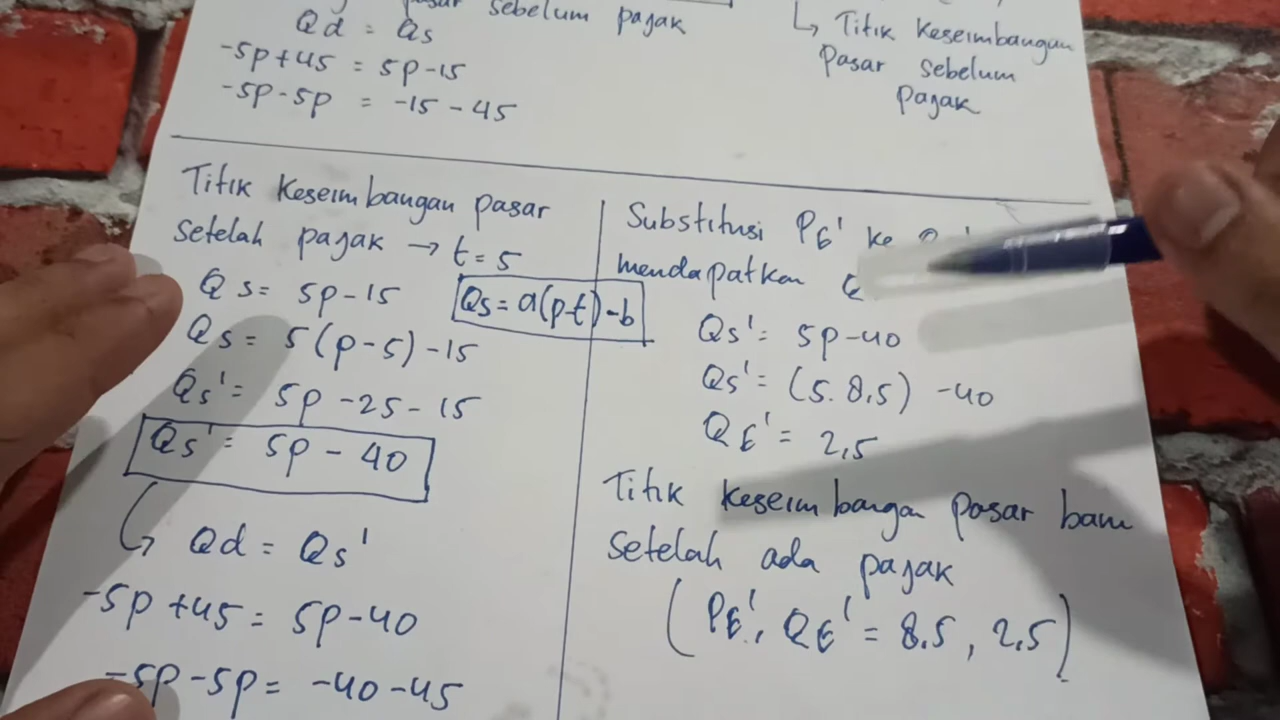 sebelum pajak
Qd = Qs
-5p+45 = 5p-15
-5p-5p = -15-45
↳ Titik Keseimbangan
Pasar sebelum
Pajak
Titik Keseimbangan pasar
setelah pajak → t=5
Qs= 5p-15
Qs=a(p-t)-b
Qs= 5(p-5)-15
Qs'= 5p-25-15
Qs'= 5p-40
↳ Qd = Qs'
-5p+45= 5p-40
-5p-5p= -40-45
Substitusi PE' ke
mendapatkan
Qs'= 5p-40
Qs'= (5.8,5) -40
QE'= 2,5
Titik keseimbangan pasar baru
setelah ada pajak
(PE', QE' = 8.5, 2,5)